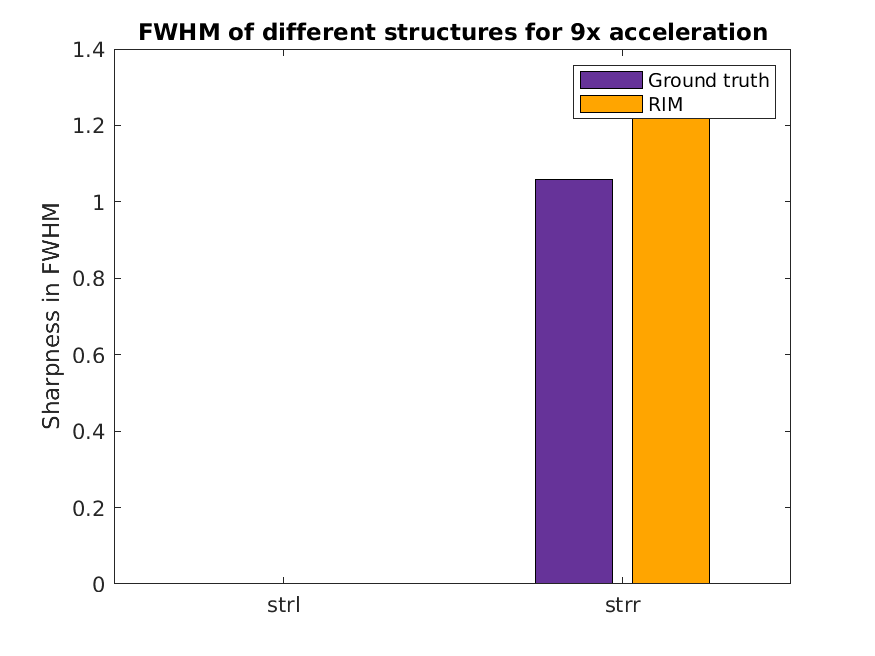 FWHM of different structures for 9x acceleration
1.4
1.2
1
0.8
0.6
0.4
0.2
0
Sharpness in FWHM
Ground truth
RIM
strl
strr